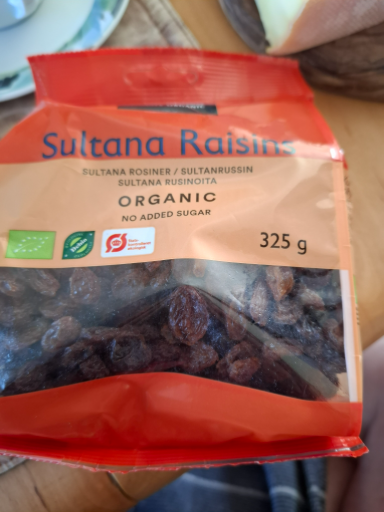 Sultana Raisins
SULTANA ROSINER / SULTANRUSSIN
SULTANA RUSINOITA
ORGANIC
NO ADDED SUGAR
325 g